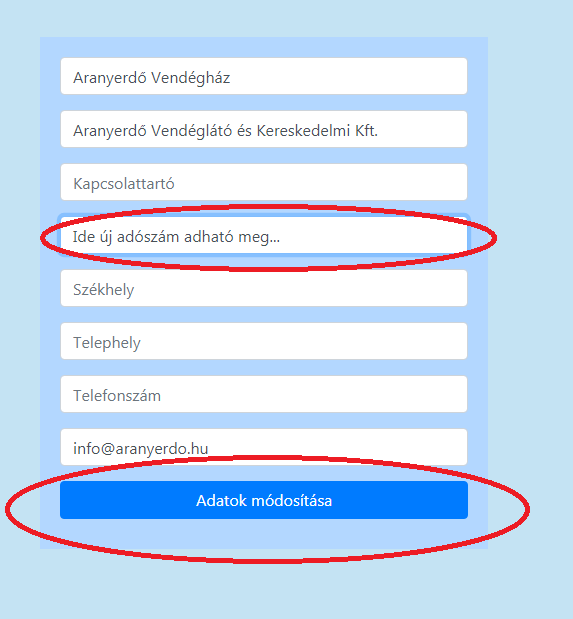 Aranyerdő Vendégház
Aranyerdő Vendéglátó és Kereskedelmi Kft.
Kapcsolattartó
Ide új adószám adható meg...
Székhely
Telephely
Telefonszám
info@aranyerdo.hu
Adatok módosítása